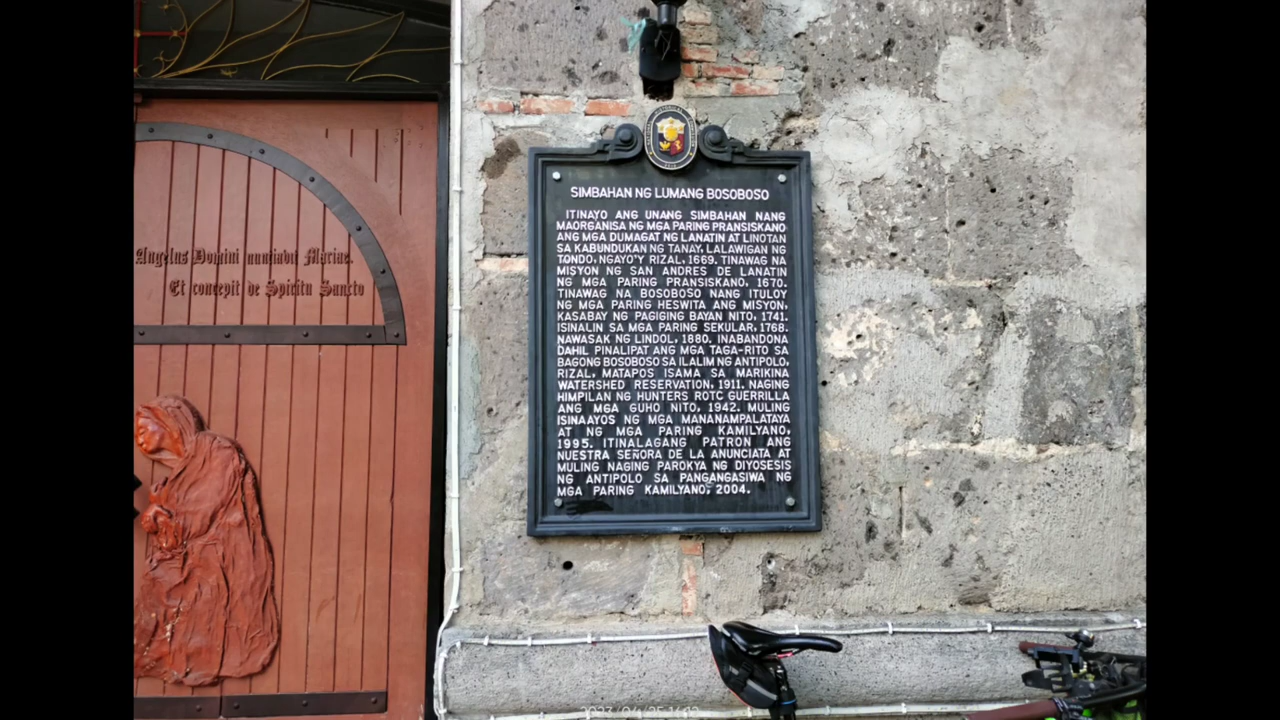 Angelus Domini nuntiavit Mariae.
Et concepit de Spiritu Sancto
SIMBAHAN NG LUMANG BOSOBOSO
ITINAYO ANG UNANG SIMBAHAN NANG
MAORGANISA NG MGA PARING PRANSISKANO
ANG MGA DUMAGAT NG LANATIN AT LINOTAN
SA KABUNDUKAN NG TANAY, LALAWIGAN NG
TONDO, NGAYO'Y RIZAL, 1669. TINAWAG NA
MISYON NG SAN ANDRES DE LANATIN
NG MGA PARING PRANSISKANO, 1670.
TINAWAG NA BOSOBOSO NANG ITULOY
NG MGA PARING HESWITA ANG MISYON,
KASABAY NG PAGIGING BAYAN NITO, 1741.
ISINALIN SA MGA PARING SEKULAR, 1768.
NAWASAK NG LINDOL, 1880. INABANDONA
DAHIL PINALIPAT ANG MGA TAGA-RITO SA
BAGONG BOSOBOSO SA ILALIM NG ANTIPOLO,
RIZAL, MATAPOS ISAMA SA MARIKINA
WATERSHED RESERVATION, 1911. NAGING
HIMPILAN NG HUNTERS ROTC GUERRILLA
ANG MGA GUHO NITO, 1942. MULING
ISINAAYOS NG MGA MANANAMPALATAYA
AT NG MGA PARING KAMILYANO,
1995. ITINALAGANG PATRON ANG
NUESTRA SEÑORA DE LA ANUNCIATA AT
MULING NAGING PAROKYA NG DIYOSESIS
NG ANTIPOLO SA PANGANGASIWA NG
MGA PARING KAMILYANO, 2004.